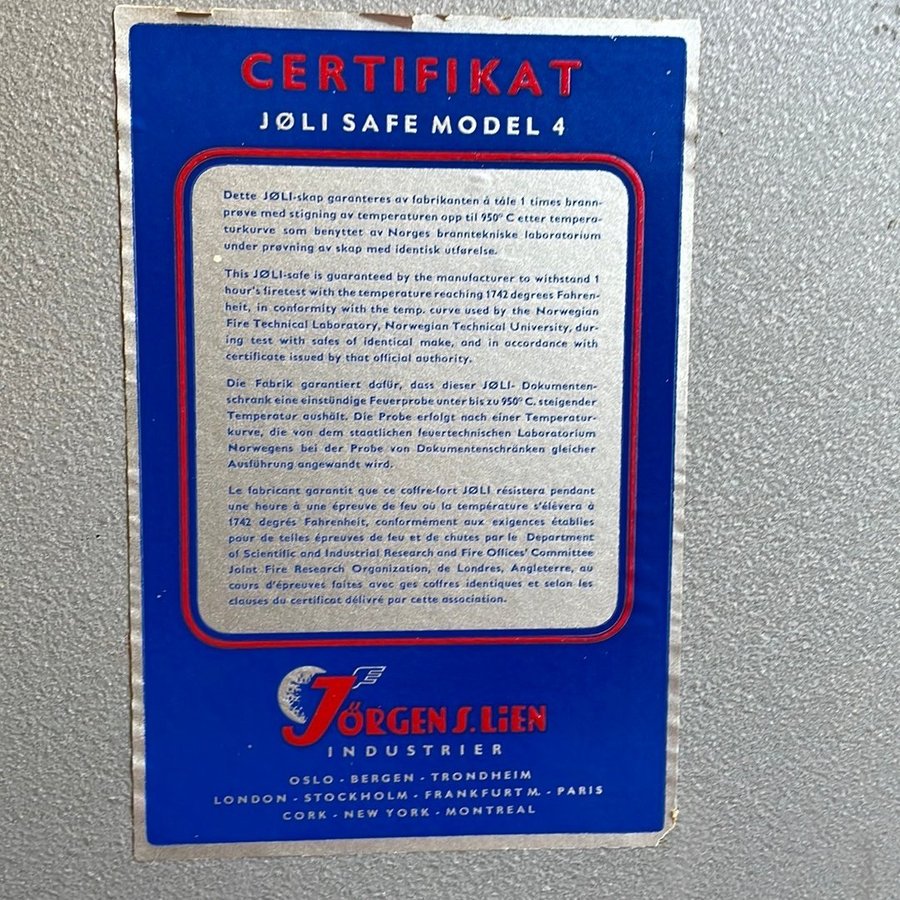 CERTIFIKAT
JØLI SAFE MODEL 4
Dette JØLI-skap garanteres av fabrikanten å tåle 1 times brann-
prøve med stigning av temperaturen opp til 950° C etter tempera-
turkurve som benyttet av Norges branntekniske laboratorium
under prøvning av skap med identisk utførelse.
This JØLI-safe is guaranteed by the manufacturer to withstand 1
hour's firetest with the temperature reaching 1742 degrees Fahren-
heit, in conformity with the temp. curve used by the Norwegian
Fire Technical Laboratory, Norwegian Technical University, dur-
ing test with safes of identical make, and in accordance with
certificate issued by that official authority.
Die Fabrik garantiert dafür, dass dieser JØLI- Dokumenten-
schrank eine einstündige Feuerprobe unter bis zu 950° C. steigender
Temperatur aushält. Die Probe erfolgt nach einer Temperatur-
kurve, die von dem staatlichen feuertechnischen Laboratorium
Norwegens bei der Probe von Dokumentenschränken gleicher
Ausführung angewandt wird.
Le fabricant garantit que ce coffre-fort JØLI résistera pendant
une heure à une épreuve de feu où la température s'élèvera à
1742 degrés Fahrenheit, conformément aux exigences établies
pour de telles épreuves de feu et de chutes par le Department
of Scientific and Industrial Research and Fire Offices' Committee
Joint Fire Research Organization, de Londres, Angleterre, au
cours d'épreuves faites avec ges coffres identiques et selon les
clauses du certificat délivré par cette association.
JÖRGEN S. LIEN
INDUSTRIER
OSLO - BERGEN - TRONDHEIM
LONDON - STOCKHOLM - FRANKFURT M. - PARIS
CORK - NEW YORK - MONTREAL